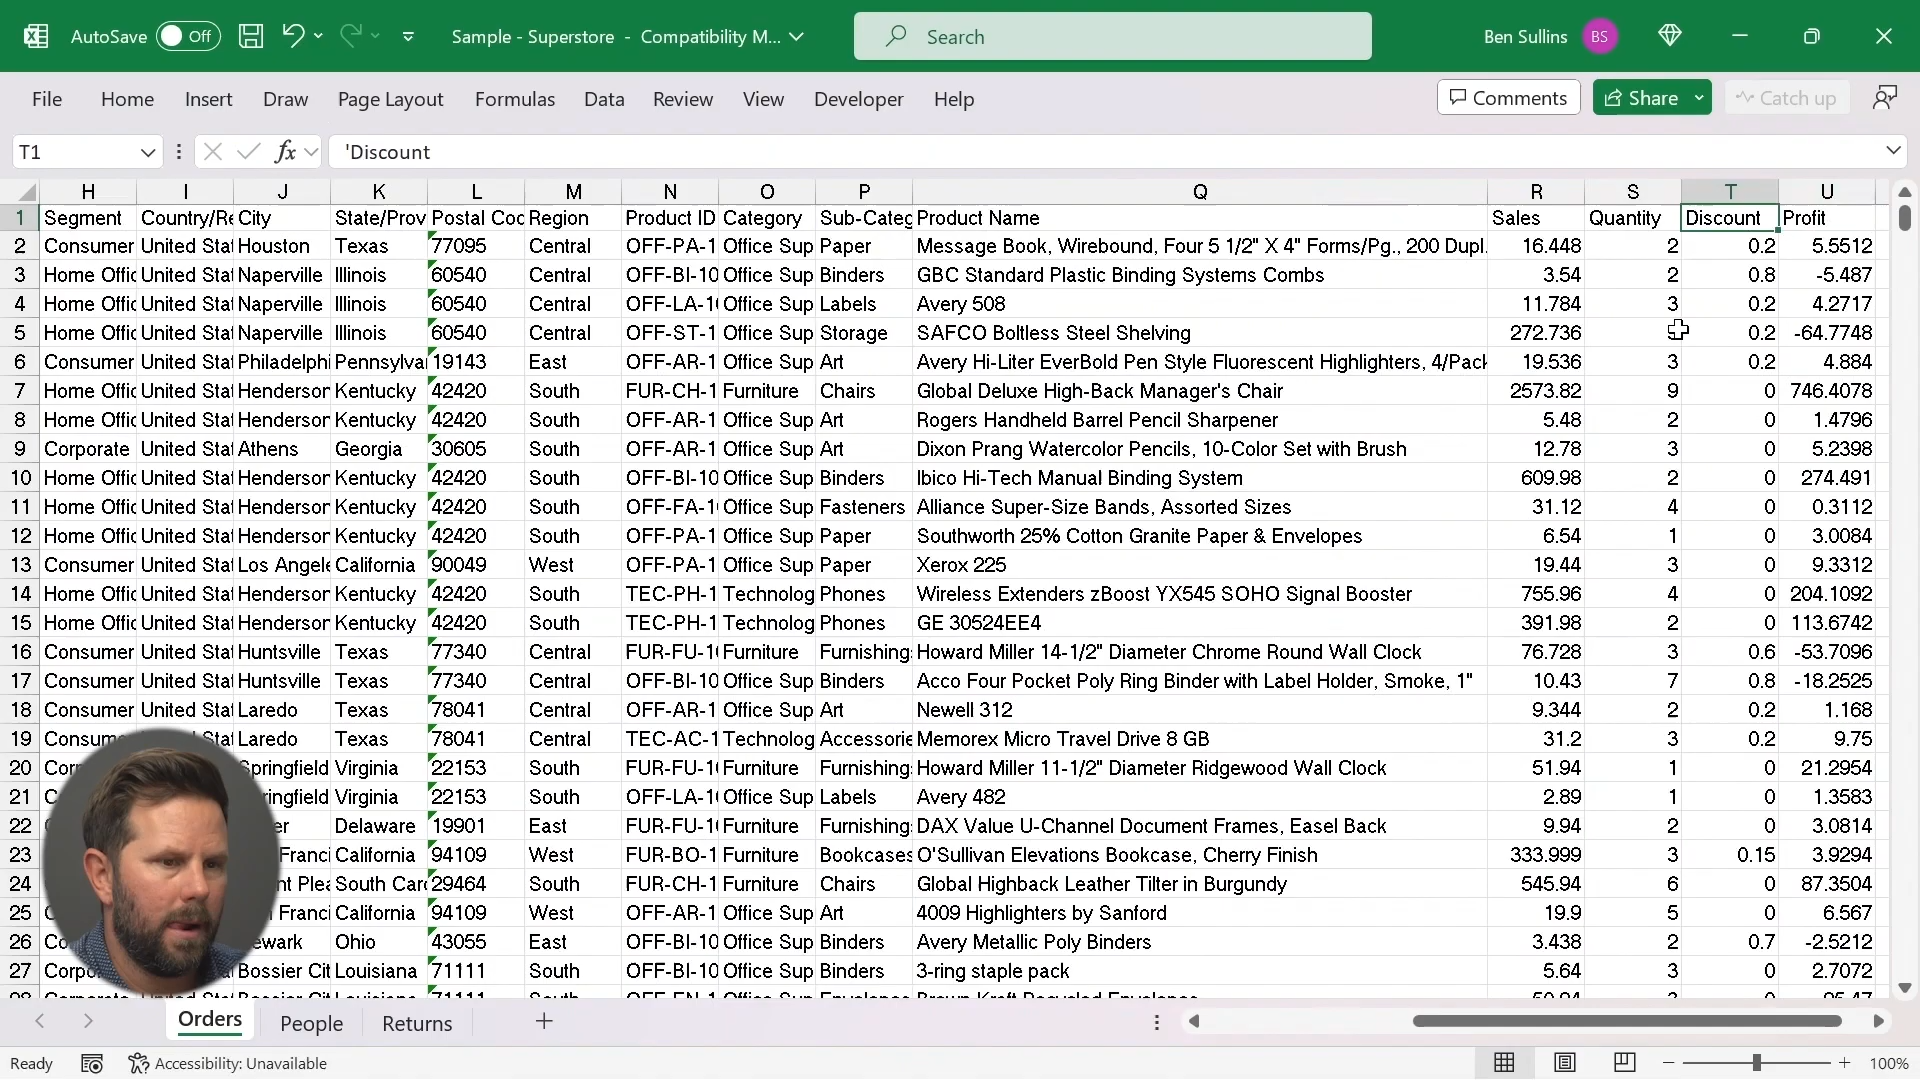 AutoSave Off Sample - Superstore - Compatibility M... Search Ben Sullins BS
File Home Insert Draw Page Layout Formulas Data Review View Developer Help Comments Share Catch up
T1 fx 'Discount
H I J K L M N O P Q R S T U
1 Segment Country/Re City State/Prov Postal Coc Region Product ID Category Sub-Categ Product Name Sales Quantity Discount Profit
2 Consumer United Stat Houston Texas 77095 Central OFF-PA-1 Office Sup Paper Message Book, Wirebound, Four 5 1/2" X 4" Forms/Pg., 200 Dupl. 16.448 2 0.2 5.5512
3 Home Offic United Stat Naperville Illinois 60540 Central OFF-BI-10 Office Sup Binders GBC Standard Plastic Binding Systems Combs 3.54 2 0.8 -5.487
4 Home Offic United Stat Naperville Illinois 60540 Central OFF-LA-10 Office Sup Labels Avery 508 11.784 3 0.2 4.2717
5 Home Offic United Stat Naperville Illinois 60540 Central OFF-ST-1 Office Sup Storage SAFCO Boltless Steel Shelving 272.736 0.2 -64.7748
6 Consumer United Stat Philadelphi Pennsylva 19143 East OFF-AR-1 Office Sup Art Avery Hi-Liter EverBold Pen Style Fluorescent Highlighters, 4/Pack 19.536 3 0.2 4.884
7 Home Offic United Stat Henderson Kentucky 42420 South FUR-CH-1 Furniture Chairs Global Deluxe High-Back Manager's Chair 2573.82 9 0 746.4078
8 Home Offic United Stat Henderson Kentucky 42420 South OFF-AR-1 Office Sup Art Rogers Handheld Barrel Pencil Sharpener 5.48 2 0 1.4796
9 Corporate United Stat Athens Georgia 30605 South OFF-AR-1 Office Sup Art Dixon Prang Watercolor Pencils, 10-Color Set with Brush 12.78 3 0 5.2398
10 Home Offic United Stat Henderson Kentucky 42420 South OFF-BI-10 Office Sup Binders Ibico Hi-Tech Manual Binding System 609.98 2 0 274.491
11 Home Offic United Stat Henderson Kentucky 42420 South OFF-FA-10 Office Sup Fasteners Alliance Super-Size Bands, Assorted Sizes 31.12 4 0 0.3112
12 Home Offic United Stat Henderson Kentucky 42420 South OFF-PA-1 Office Sup Paper Southworth 25% Cotton Granite Paper & Envelopes 6.54 1 0 3.0084
13 Consumer United Stat Los Angele California 90049 West OFF-PA-1 Office Sup Paper Xerox 225 19.44 3 0 9.3312
14 Home Offic United Stat Henderson Kentucky 42420 South TEC-PH-1 Technolog Phones Wireless Extenders zBoost YX545 SOHO Signal Booster 755.96 4 0 204.1092
15 Home Offic United Stat Henderson Kentucky 42420 South TEC-PH-1 Technolog Phones GE 30524EE4 391.98 2 0 113.6742
16 Consumer United Stat Huntsville Texas 77340 Central FUR-FU-10 Furniture Furnishing Howard Miller 14-1/2" Diameter Chrome Round Wall Clock 76.728 3 0.6 -53.7096
17 Consumer United Stat Huntsville Texas 77340 Central OFF-BI-10 Office Sup Binders Acco Four Pocket Poly Ring Binder with Label Holder, Smoke, 1" 10.43 7 0.8 -18.2525
18 Consumer United Stat Laredo Texas 78041 Central OFF-AR-1 Office Sup Art Newell 312 9.344 2 0.2 1.168
19 Consum Stat Laredo Texas 78041 Central TEC-AC-1 Technolog Accessorie Memorex Micro Travel Drive 8 GB 31.2 3 0.2 9.75
20 Cor Stat Springfield Virginia 22153 South FUR-FU-10 Furniture Furnishing Howard Miller 11-1/2" Diameter Ridgewood Wall Clock 51.94 1 0 21.2954
21 ringfield Virginia 22153 South OFF-LA-10 Office Sup Labels Avery 482 2.89 1 0 1.3583
22 er Delaware 19901 East FUR-FU-10 Furniture Furnishing DAX Value U-Channel Document Frames, Easel Back 9.94 2 0 3.0814
23 Franci California 94109 West FUR-BO-1 Furniture Bookcases O'Sullivan Elevations Bookcase, Cherry Finish 333.999 3 0.15 3.9294
24 nt Plea South Carc 29464 South FUR-CH-1 Furniture Chairs Global Highback Leather Tilter in Burgundy 545.94 6 0 87.3504
25 Franci California 94109 West OFF-AR-1 Office Sup Art 4009 Highlighters by Sanford 19.9 5 0 6.567
26 Co ewark Ohio 43055 East OFF-BI-10 Office Sup Binders Avery Metallic Poly Binders 3.438 2 0.7 -2.5212
27 Corpo Bossier Cit Louisiana 71111 South OFF-BI-10 Office Sup Binders 3-ring staple pack 5.64 3 0 2.7072
Orders People Returns
Ready Accessibility: Unavailable 100%